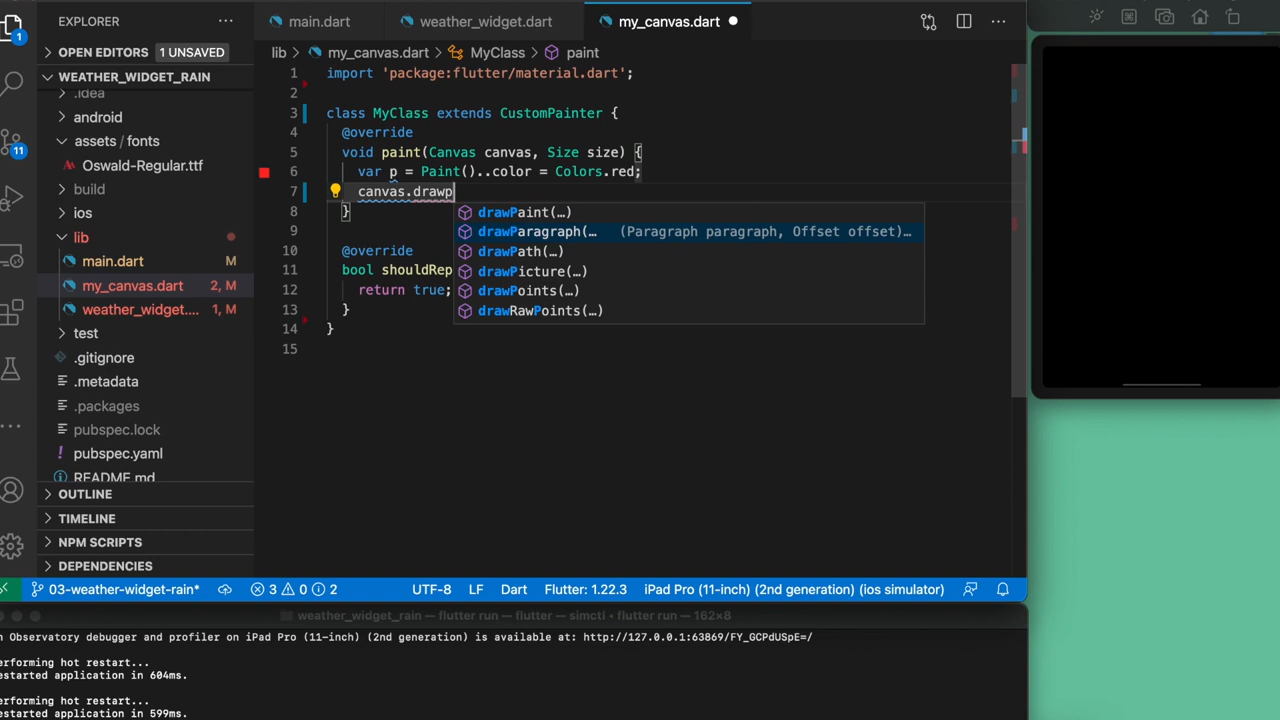 EXPLORER
main.dart
weather_widget.dart
my_canvas.dart
1
OPEN EDITORS 1 UNSAVED
lib > my_canvas.dart > MyClass > paint
WEATHER_WIDGET_RAIN
.idea
android
assets / fonts
Oswald-Regular.ttf
build
ios
lib
main.dart M
my_canvas.dart 2, M
weather_widget.... 1, M
test
.gitignore
.metadata
.packages
pubspec.lock
pubspec.yaml
README.md
OUTLINE
TIMELINE
NPM SCRIPTS
DEPENDENCIES
11
1 import 'package:flutter/material.dart';
2
3 class MyClass extends CustomPainter {
4 @override
5 void paint(Canvas canvas, Size size) {
6 var p = Paint()..color = Colors.red;
7 canvas.drawp
8 }
9
10 @override
11 bool shouldRep
12 return true;
13 }
14 }
15
drawPaint(…)
drawParagraph(… (Paragraph paragraph, Offset offset)…
drawPath(…)
drawPicture(…)
drawPoints(…)
drawRawPoints(…)
03-weather-widget-rain* 3 0 2 UTF-8 LF Dart Flutter: 1.22.3 iPad Pro (11-inch) (2nd generation) (ios simulator)
weather_widget_rain — flutter run — flutter — simctl • flutter run — 162×8
n Observatory debugger and profiler on iPad Pro (11-inch) (2nd generation) is available at: http://127.0.0.1:63869/FY_GCPdUSpE=/
erforming hot restart...
estarted application in 604ms.
erforming hot restart...
estarted application in 599ms.